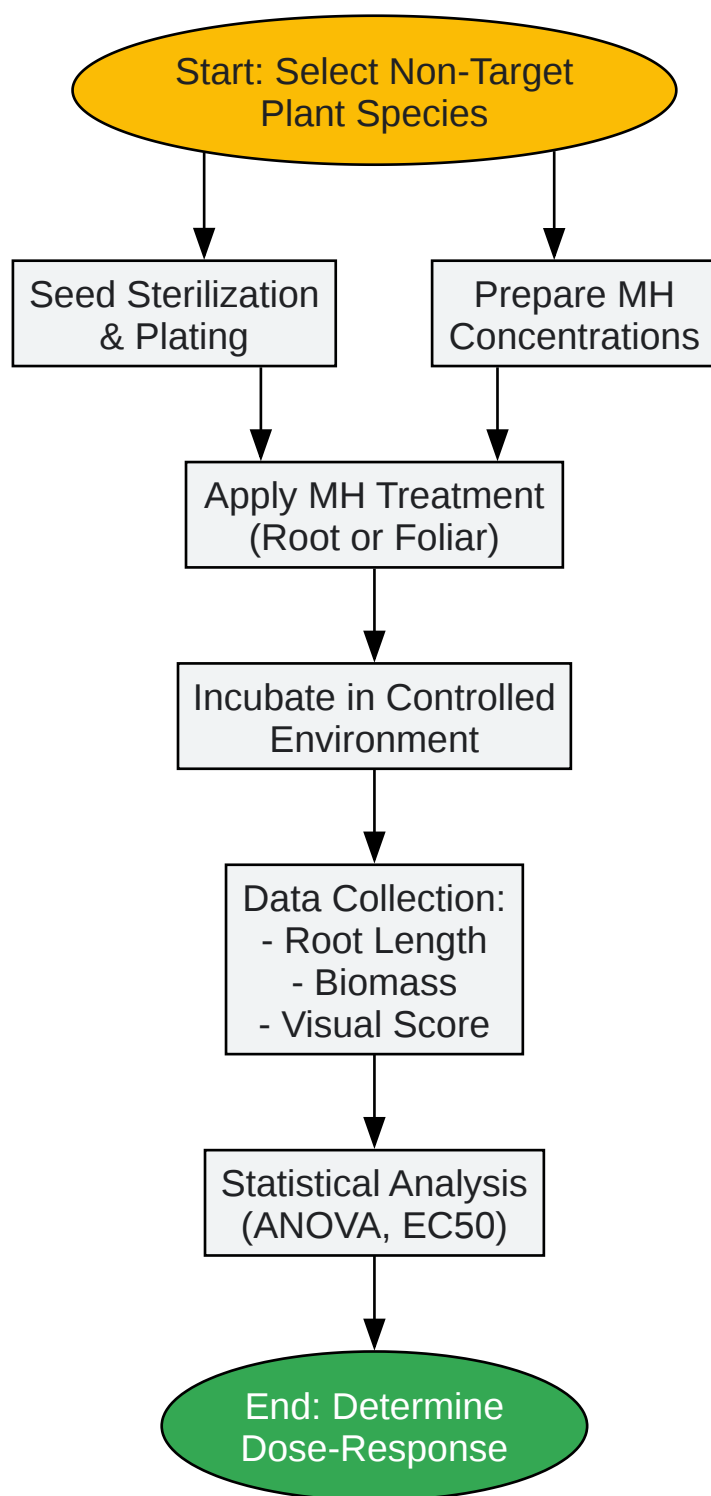 Start: Select Non-Target
Plant Species
Seed Sterilization
& Plating
Prepare MH
Concentrations
Apply MH Treatment
(Root or Foliar)
Incubate in Controlled
Environment
Data Collection:
- Root Length
- Biomass
- Visual Score
Statistical Analysis
(ANOVA, EC50)
End: Determine
Dose-Response